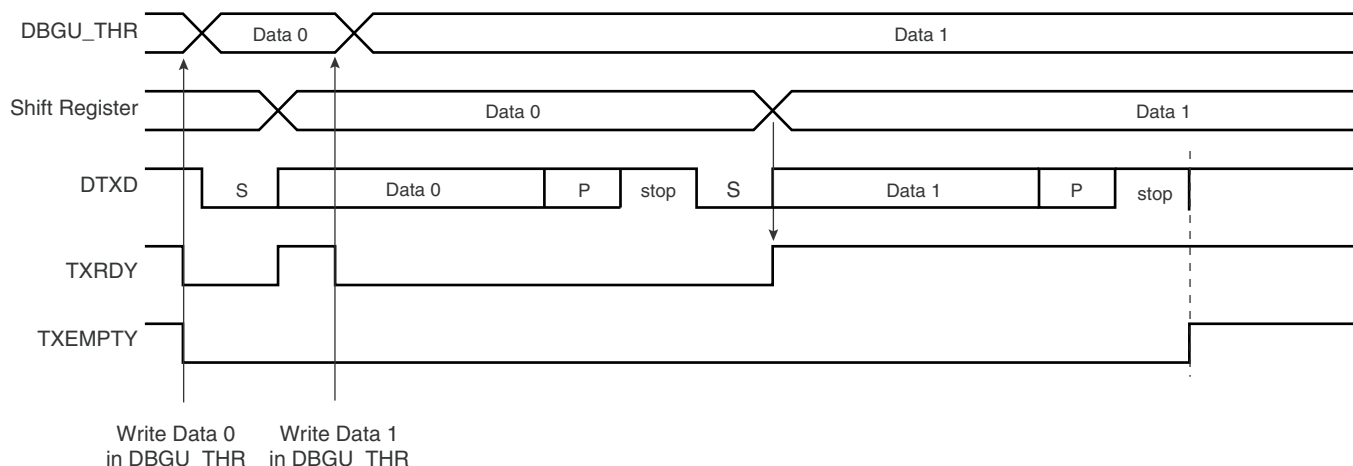 DBGU_THR
Data 0
Data 1
Shift Register
Data 0
Data 1
DTXD
S
Data 0
P
stop
S
Data 1
P
stop
TXRDY
TXEMPTY
Write Data 0
in DBGU_THR
Write Data 1
in DBGU_THR